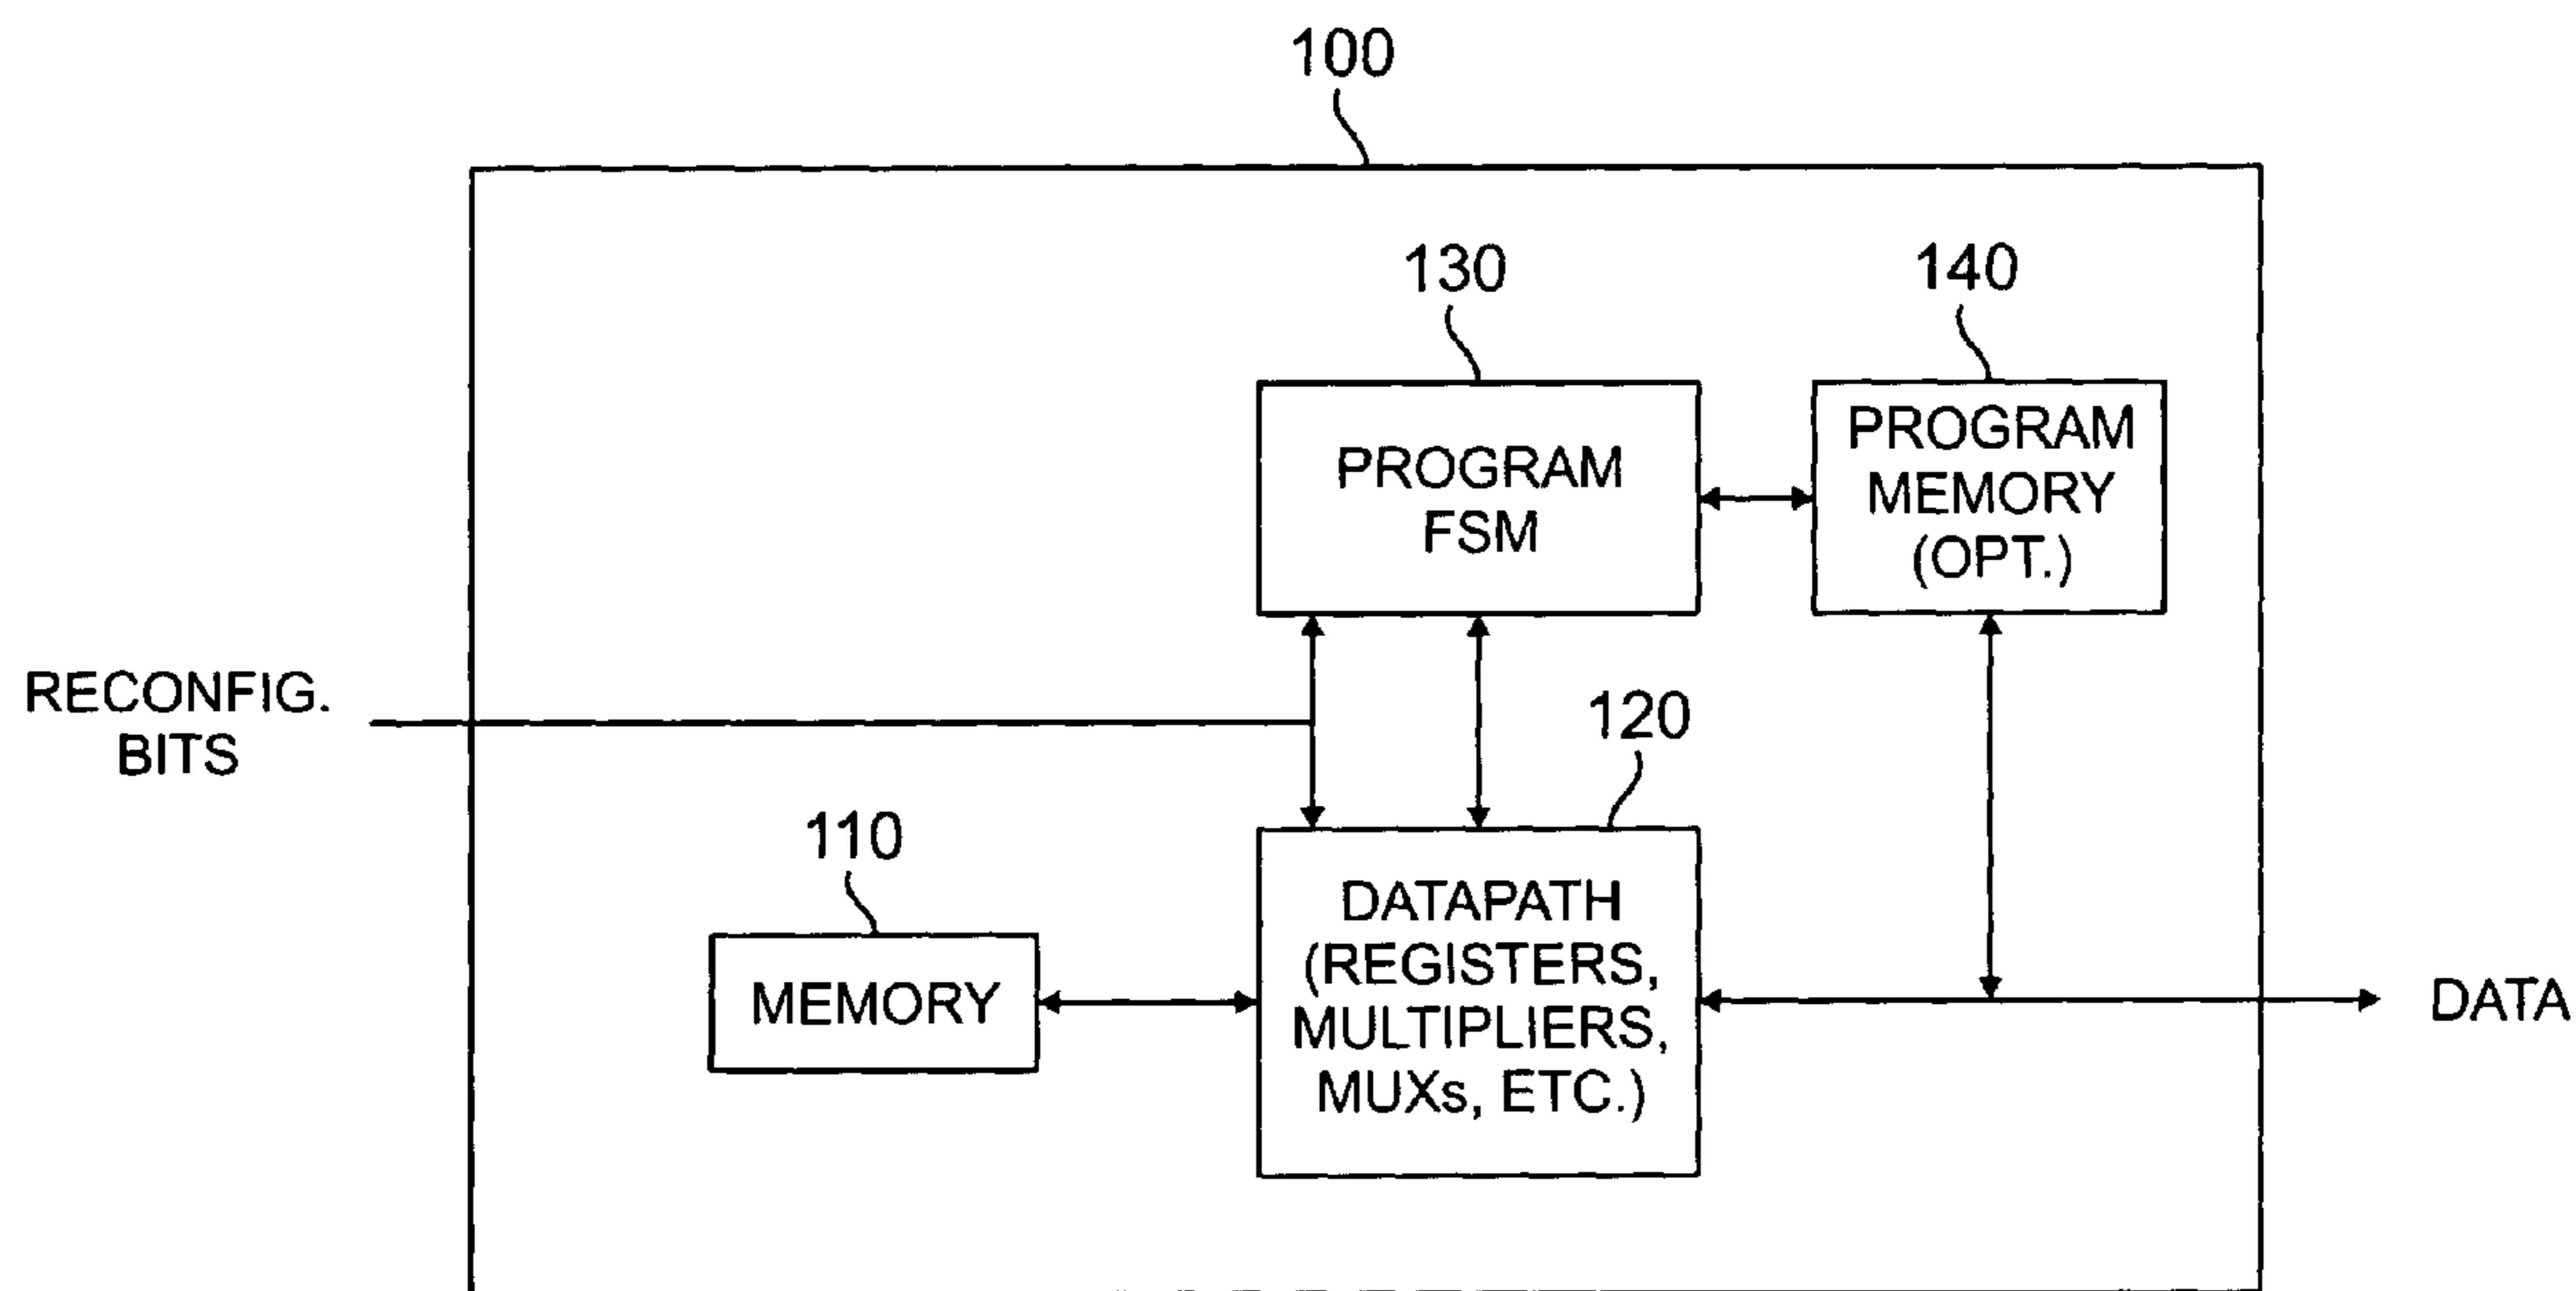 100
130
140
PROGRAM
FSM
PROGRAM
MEMORY
(OPT.)
RECONFIG.
BITS
120
110
MEMORY
DATAPATH
(REGISTERS,
MULTIPLIERS,
MUXs, ETC.)
DATA